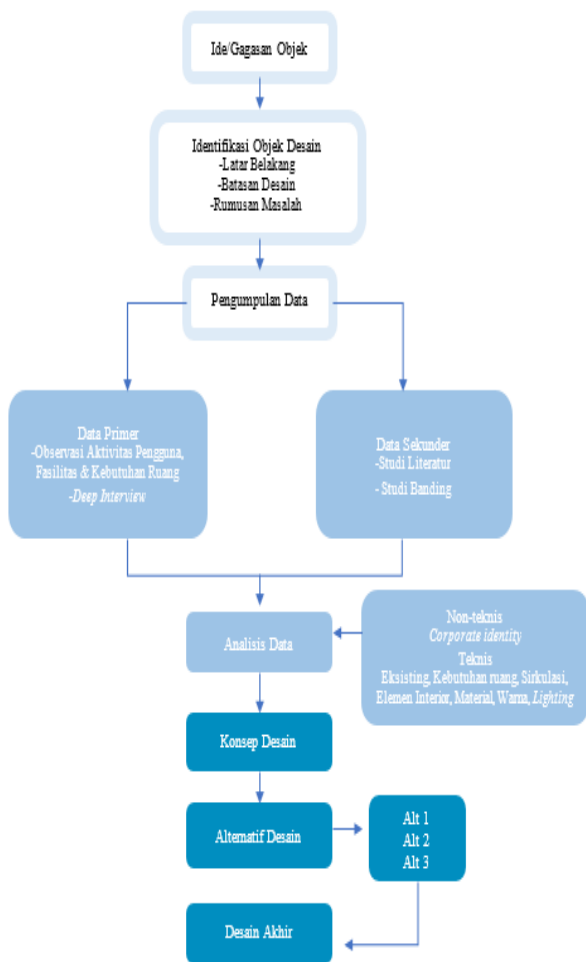 Ide/Gagasan Objek
Identifikasi Objek Desain
-Latar Belakang
-Batasan Desain
-Rumusan Masalah
Pengumpulan Data
Data Primer
-Observasi Aktivitas Pengguna,
Fasilitas & Kebutuhan Ruang
-Deep Interview
Data Sekunder
-Studi Literatur
- Studi Banding
Analisis Data
Non-teknis
Corporate identity
Teknis
Eksisting, Kebutuhan ruang, Sirkulasi,
Elemen Interior, Material, Warna, Lighting
Konsep Desain
Alternatif Desain
Alt 1
Alt 2
Alt 3
Desain Akhir